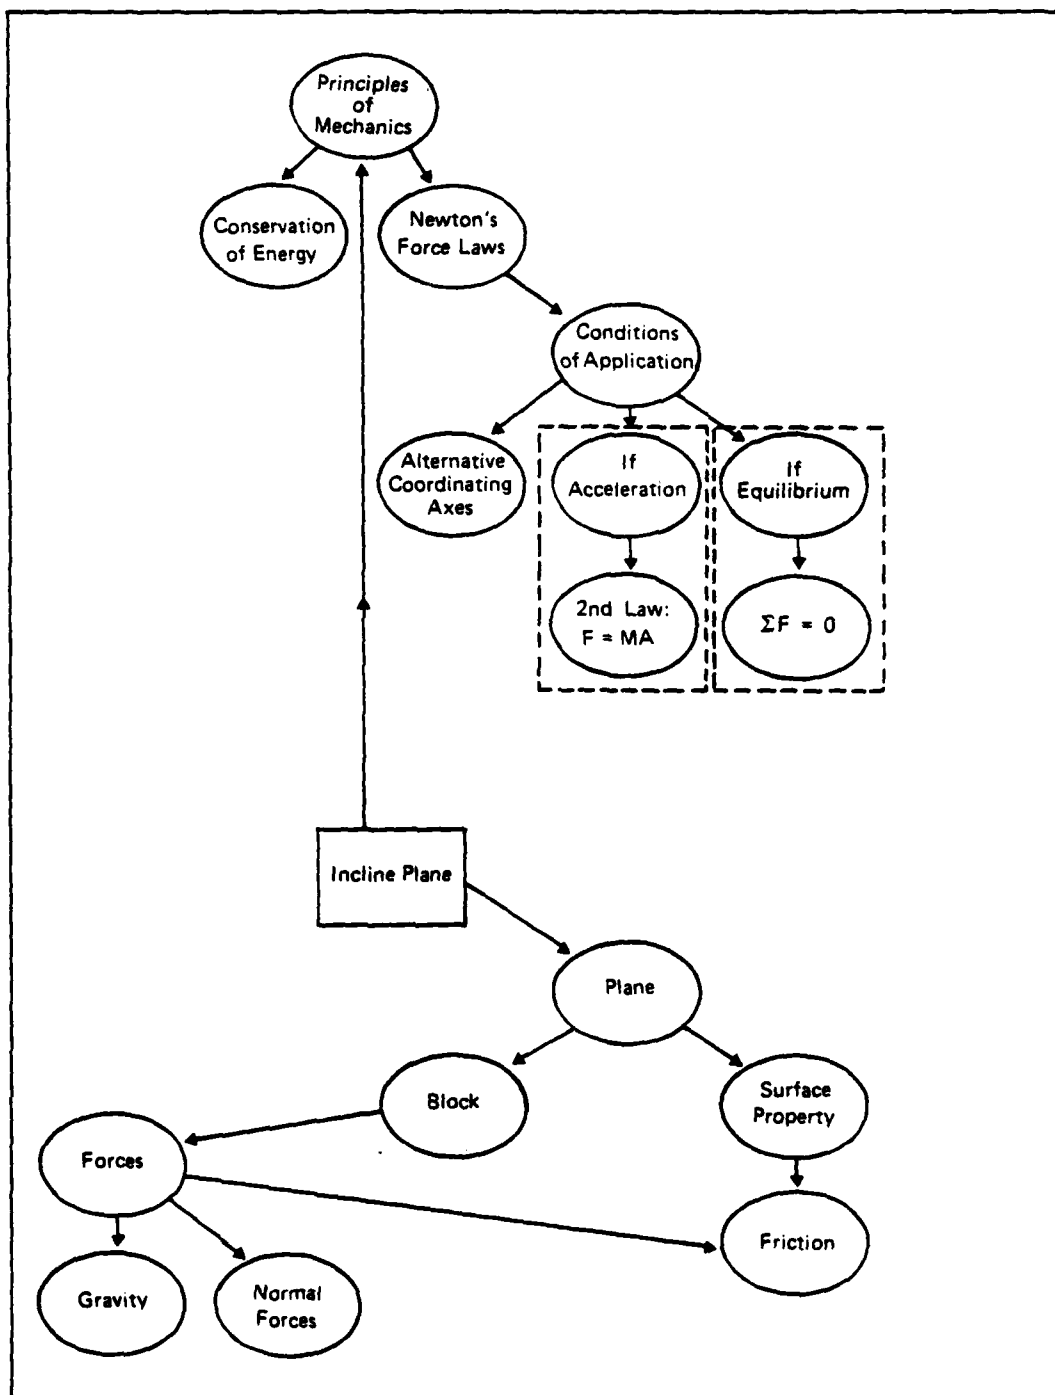 Principles
of
Mechanics
Conservation
of Energy
Newton's
Force Laws
Conditions
of Application
Alternative
Coordinating
Axes
If
Acceleration
If
Equilibrium
2nd Law:
F = MA
ΣF = 0
Incline Plane
Plane
Block
Surface
Property
Forces
Friction
Gravity
Normal
Forces